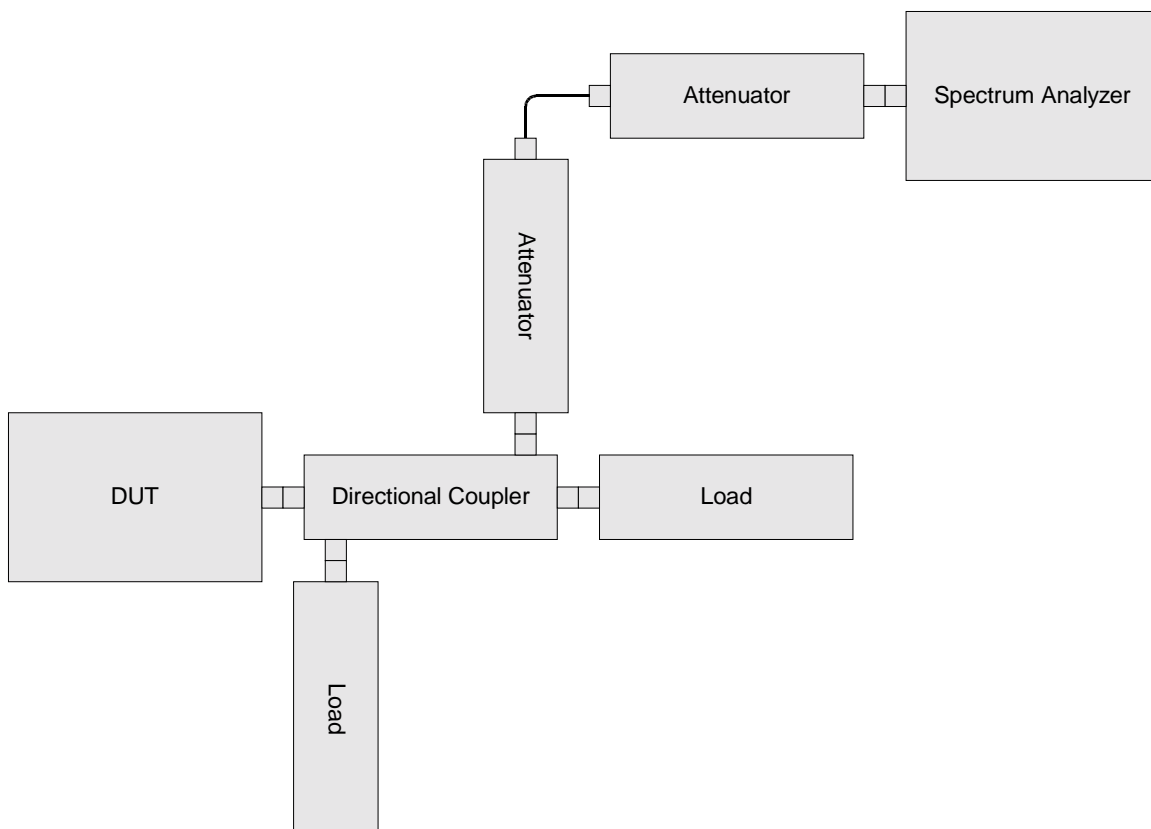 Attenuator
Spectrum Analyzer
Attenuator
DUT
Directional Coupler
Load
Load